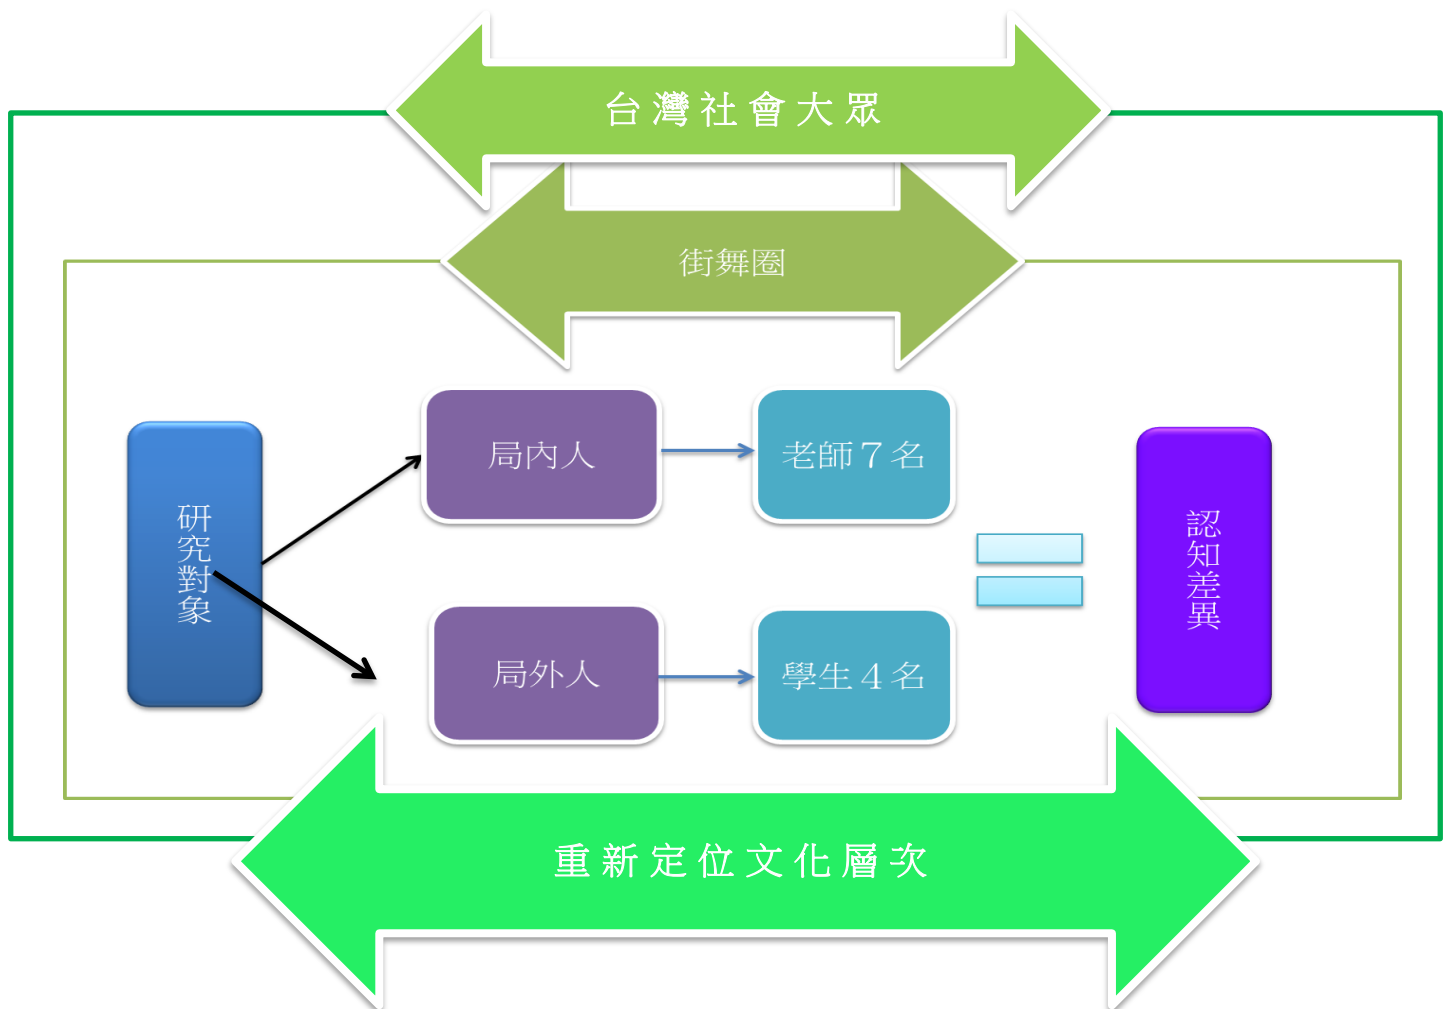 台灣社會大眾
街舞圈
局內人
老師７名
研究對象
認知差異
局外人
學生４名
重新定位文化層次